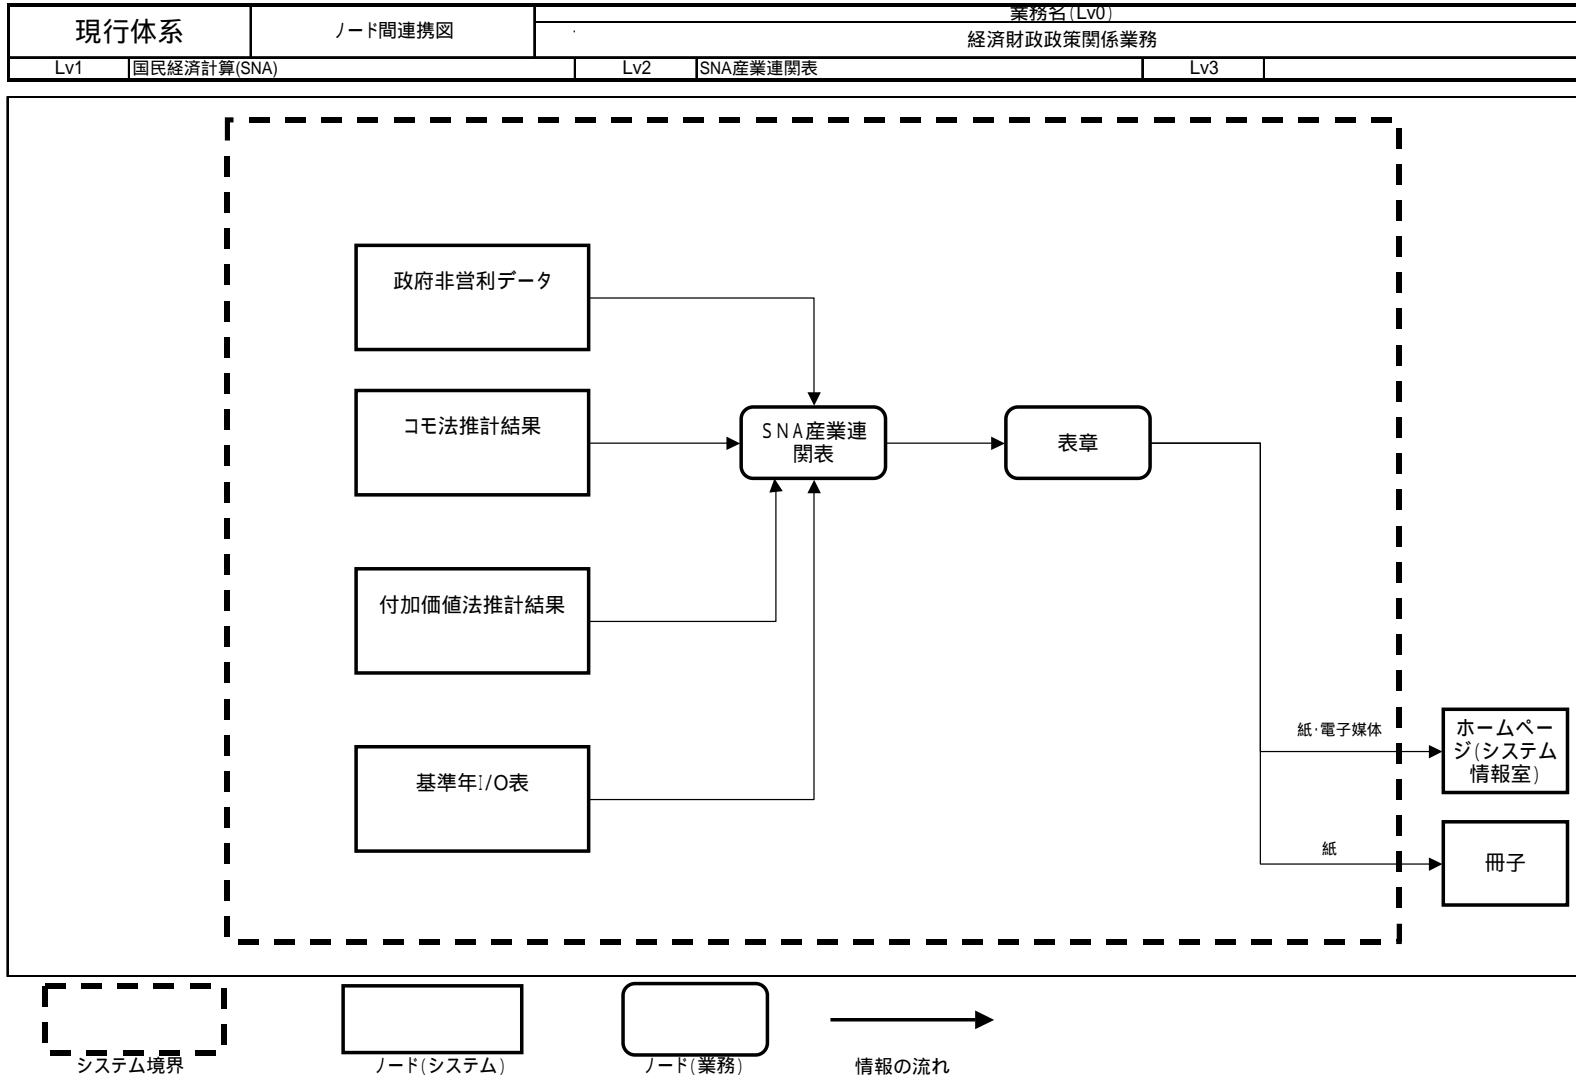 現行体系
ノード間連携図
業務名(Lv0)
経済財政政策関係業務
Lv1
国民経済計算(SNA)
Lv2
SNA産業連関表
Lv3
政府非営利データ
コモ法推計結果
SNA産業連
関表
表章
付加価値法推計結果
基準年I/O表
紙・電子媒体
ホームペー
ジ(システム
情報室)
紙
冊子
システム境界
ノード(システム)
ノード(業務)
情報の流れ